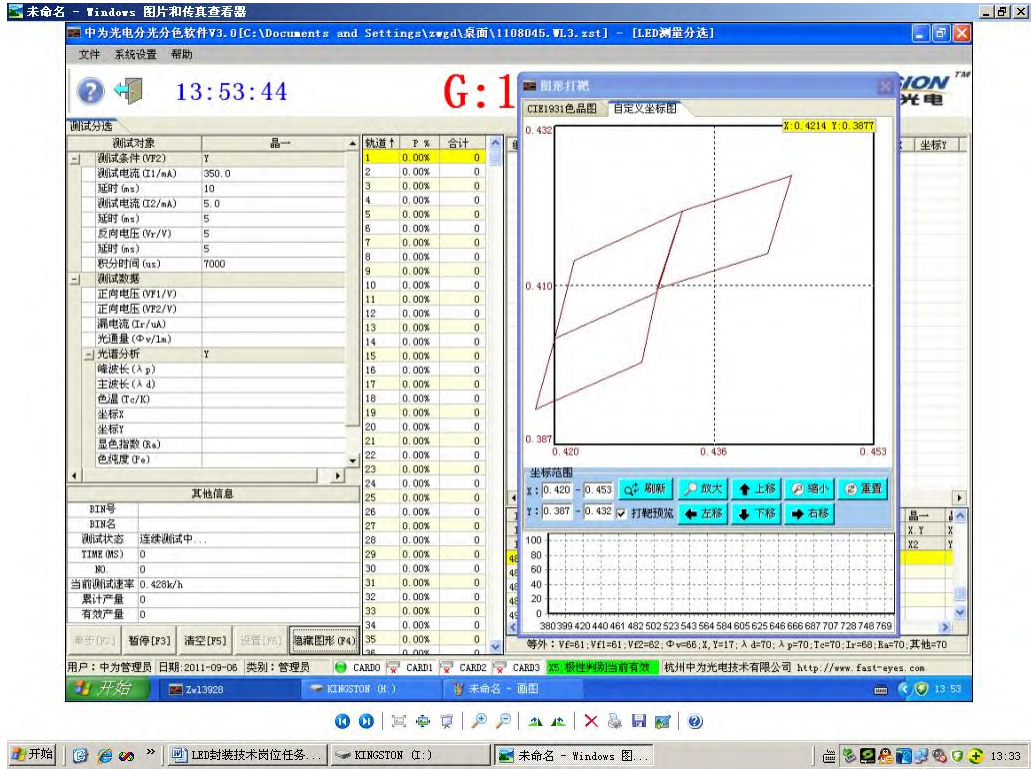 未命名 - Windows 图片和传真查看器
中为光电分光分色软件V3.0[C:\Documents and Settings\zwgd\桌面\1108045.WL3.zst] - [LED测量分选]
文件 系统设置 帮助
13:53:44
G:1
ION TM
光电
测试分选
测试对象 晶一
测试条件(VF2) Y
测试电流(I1/mA) 350.0
延时(ms) 10
测试电流(I2/mA) 5.0
延时(ms) 5
反向电压(Vr/V) 5
延时(ms) 5
积分时间(us) 7000
测试数据
正向电压(VF1/V)
正向电压(VF2/V)
漏电流(Ir/uA)
光通量(Φv/lm)
光谱分析 Y
峰波长(λp)
主波长(λd)
色温(Tc/K)
坐标X
坐标Y
显色指数(Ra)
色纯度(Pe)
其他信息
BIN号
BIN名
测试状态 连续测试中...
TIME(MS) 0
NO. 0
当前测试速率 0.428k/h
累计产量 0
有效产量 0
单步[F2] 暂停[F3] 清空[F5] 设置[F6] 隐藏图形(F4)
轨道↑ P % 合计
1 0.00% 0
2 0.00% 0
3 0.00% 0
4 0.00% 0
5 0.00% 0
6 0.00% 0
7 0.00% 0
8 0.00% 0
9 0.00% 0
10 0.00% 0
11 0.00% 0
12 0.00% 0
13 0.00% 0
14 0.00% 0
15 0.00% 0
16 0.00% 0
17 0.00% 0
18 0.00% 0
19 0.00% 0
20 0.00% 0
21 0.00% 0
22 0.00% 0
23 0.00% 0
24 0.00% 0
25 0.00% 0
26 0.00% 0
27 0.00% 0
28 0.00% 0
29 0.00% 0
30 0.00% 0
31 0.00% 0
32 0.00% 0
33 0.00% 0
34 0.00% 0
35 0.00% 0
36 0.00% 0
图形打靶
CIE1931色品图 自定义坐标图
X:0.4214 Y:0.3877
0.432
0.410
0.387
0.420 0.436 0.453
坐标范围
X: 0.420 - 0.453 刷新 放大 上移 缩小 重置
Y: 0.387 - 0.432 打靶预览 左移 下移 右移
100
80
60
40
20
0
380 399 420 440 461 482 502 523 543 564 584 605 625 646 666 687 707 728 748 769
坐标Y
晶一
X Y X
X2 Y
等外: Vf=61;Vf1=61;Vf2=62;Φv=66;X,Y=17;λd=70;λp=70;Tc=70;Ir=68;Ra=70;其他=70
用户:中为管理员 日期:2011-09-06 类别:管理员 CARD0 CARD1 CARD2 CARD3 X5 极性判别当前有效 杭州中为光电技术有限公司 http://www.fast-eyes.com
开始 Zwl3928 KINGSTON (H:) 未命名 - 画图 13:53
开始 LED封装技术岗位任务... KINGSTON (I:) 未命名 - Windows 图... 13:33